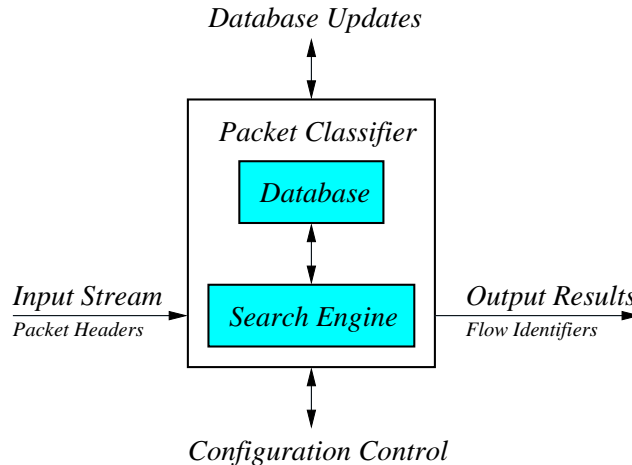 Database Updates
Packet Classifier
Database
Input Stream
Packet Headers
Search Engine
Output Results
Flow Identifiers
Configuration Control